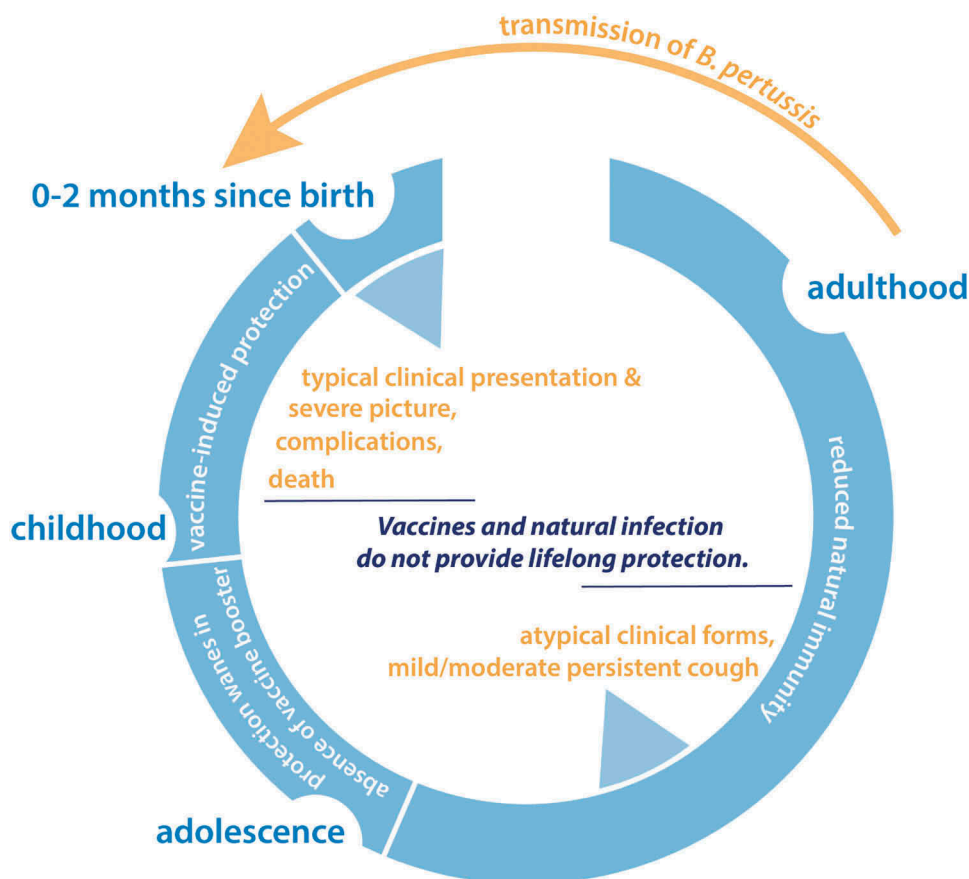 transmission of B. pertussis
0-2 months since birth
adulthood
vaccine-induced protection
typical clinical presentation &
severe picture,
complications,
death
childhood
Vaccines and natural infection
do not provide lifelong protection.
reduced natural immunity
protection wanes in
absence of vaccine booster
atypical clinical forms,
mild/moderate persistent cough
adolescence